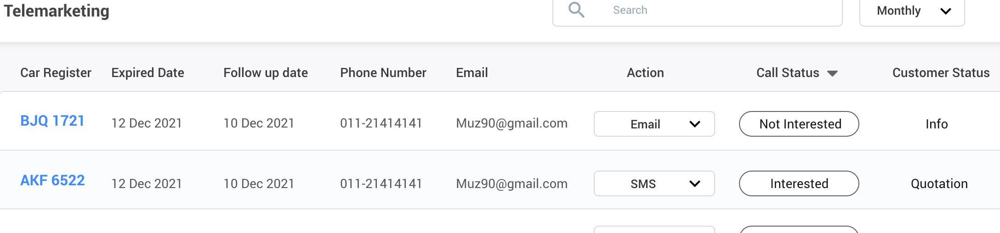 Telemarketing Search Monthly
Car Register Expired Date Follow up date Phone Number Email Action Call Status Customer Status
BJQ 1721 12 Dec 2021 10 Dec 2021 011-21414141 Muz90@gmail.com Email Not Interested Info
AKF 6522 12 Dec 2021 10 Dec 2021 011-21414141 Muz90@gmail.com SMS Interested Quotation